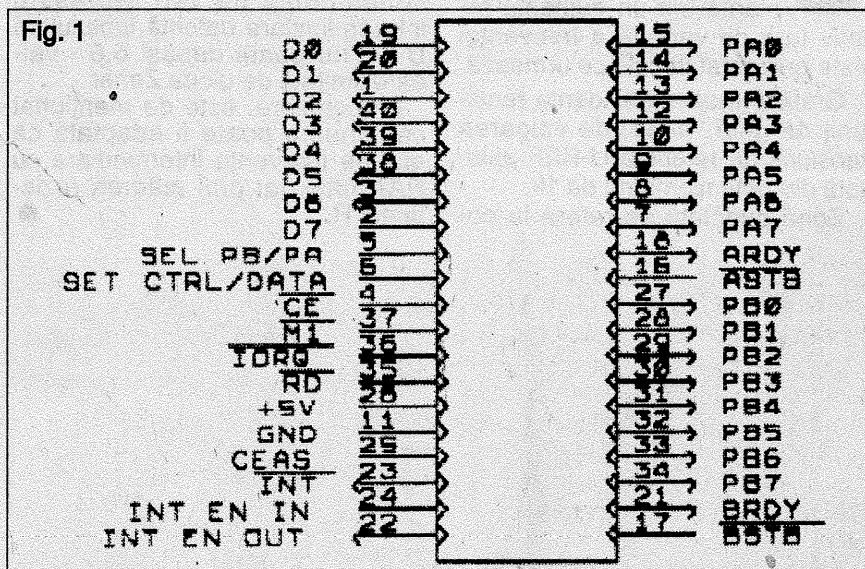 Fig. 1
D0 19 15 PA0
D1 20 14 PA1
D2 1 13 PA2
D3 40 12 PA3
D4 39 10 PA4
D5 38 9 PA5
D6 8 PA6
D7 2 7 PA7
SEL PB/PA 18 ARDY
SET CTRL/DATA 5 16 ASTB
CE 4 27 PB0
M1 37 28 PB1
IORQ 36 29 PB2
RD 35 30 PB3
+5V 26 31 PB4
GND 11 32 PB5
CEAS 25 33 PB6
INT 23 34 PB7
INT EN IN 24 21 BRDY
INT EN OUT 22 17 BSTB